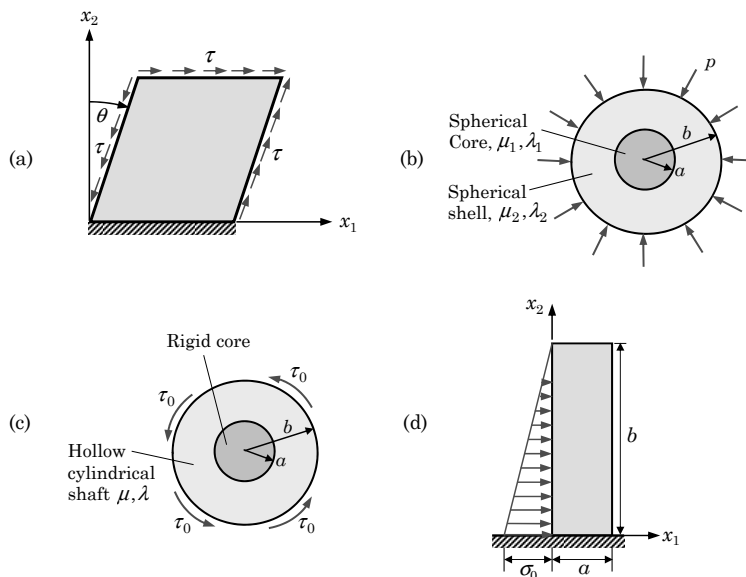 (a)
x₂
τ
θ
τ
τ
x₁
(b)
p
Spherical
Core, μ₁, λ₁
Spherical
shell, μ₂, λ₂
b
a
(c)
Rigid core
τ₀
τ₀
b
a
Hollow
cylindrical
shaft μ, λ
τ₀
τ₀
(d)
x₂
b
x₁
σ₀
a